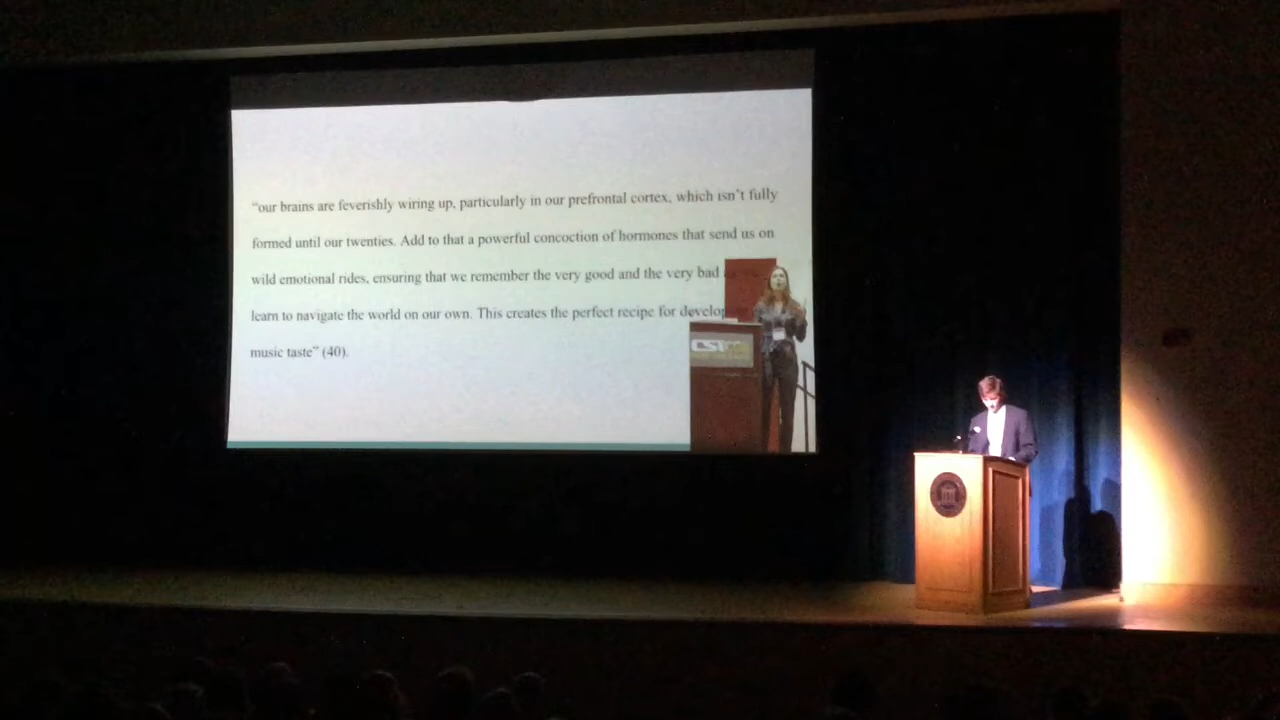 “our brains are feverishly wiring up, particularly in our prefrontal cortex, which isn’t fully
formed until our twenties. Add to that a powerful concoction of hormones that send us on
wild emotional rides, ensuring that we remember the very good and the very bad
learn to navigate the world on our own. This creates the perfect recipe for
music taste” (40).